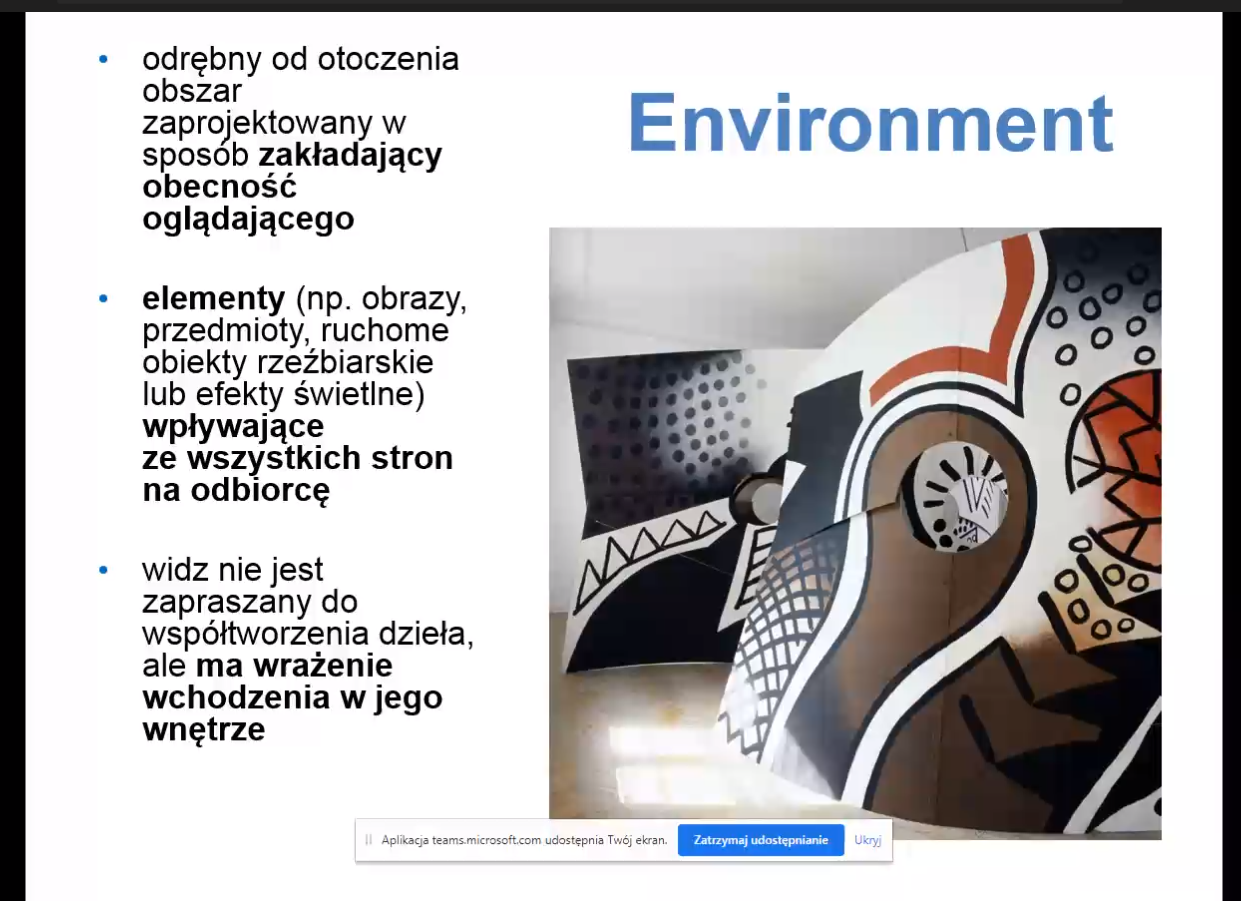 • odrębny od otoczenia
obszar
zaprojektowany w
sposób zakładający
obecność
oglądającego
• elementy (np. obrazy,
przedmioty, ruchome
obiekty rzeźbiarskie
lub efekty świetlne)
wpływające
ze wszystkich stron
na odbiorcę
• widz nie jest
zapraszany do
współtworzenia dzieła,
ale ma wrażenie
wchodzenia w jego
wnętrze
Environment
Aplikacja teams.microsoft.com udostępnia Twój ekran. Zatrzymaj udostępnianie Ukryj